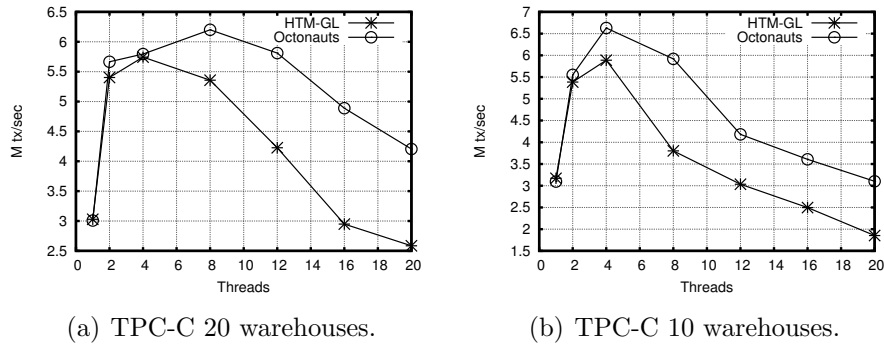 HTM-GL
Octonauts
6.5
6
5.5
5
4.5
4
3.5
3
2.5
M tx/sec
0 2 4 6 8 10 12 14 16 18 20
Threads
(a) TPC-C 20 warehouses.
HTM-GL
Octonauts
7
6.5
6
5.5
5
4.5
4
3.5
3
2.5
2
1.5
M tx/sec
0 2 4 6 8 10 12 14 16 18 20
Threads
(b) TPC-C 10 warehouses.